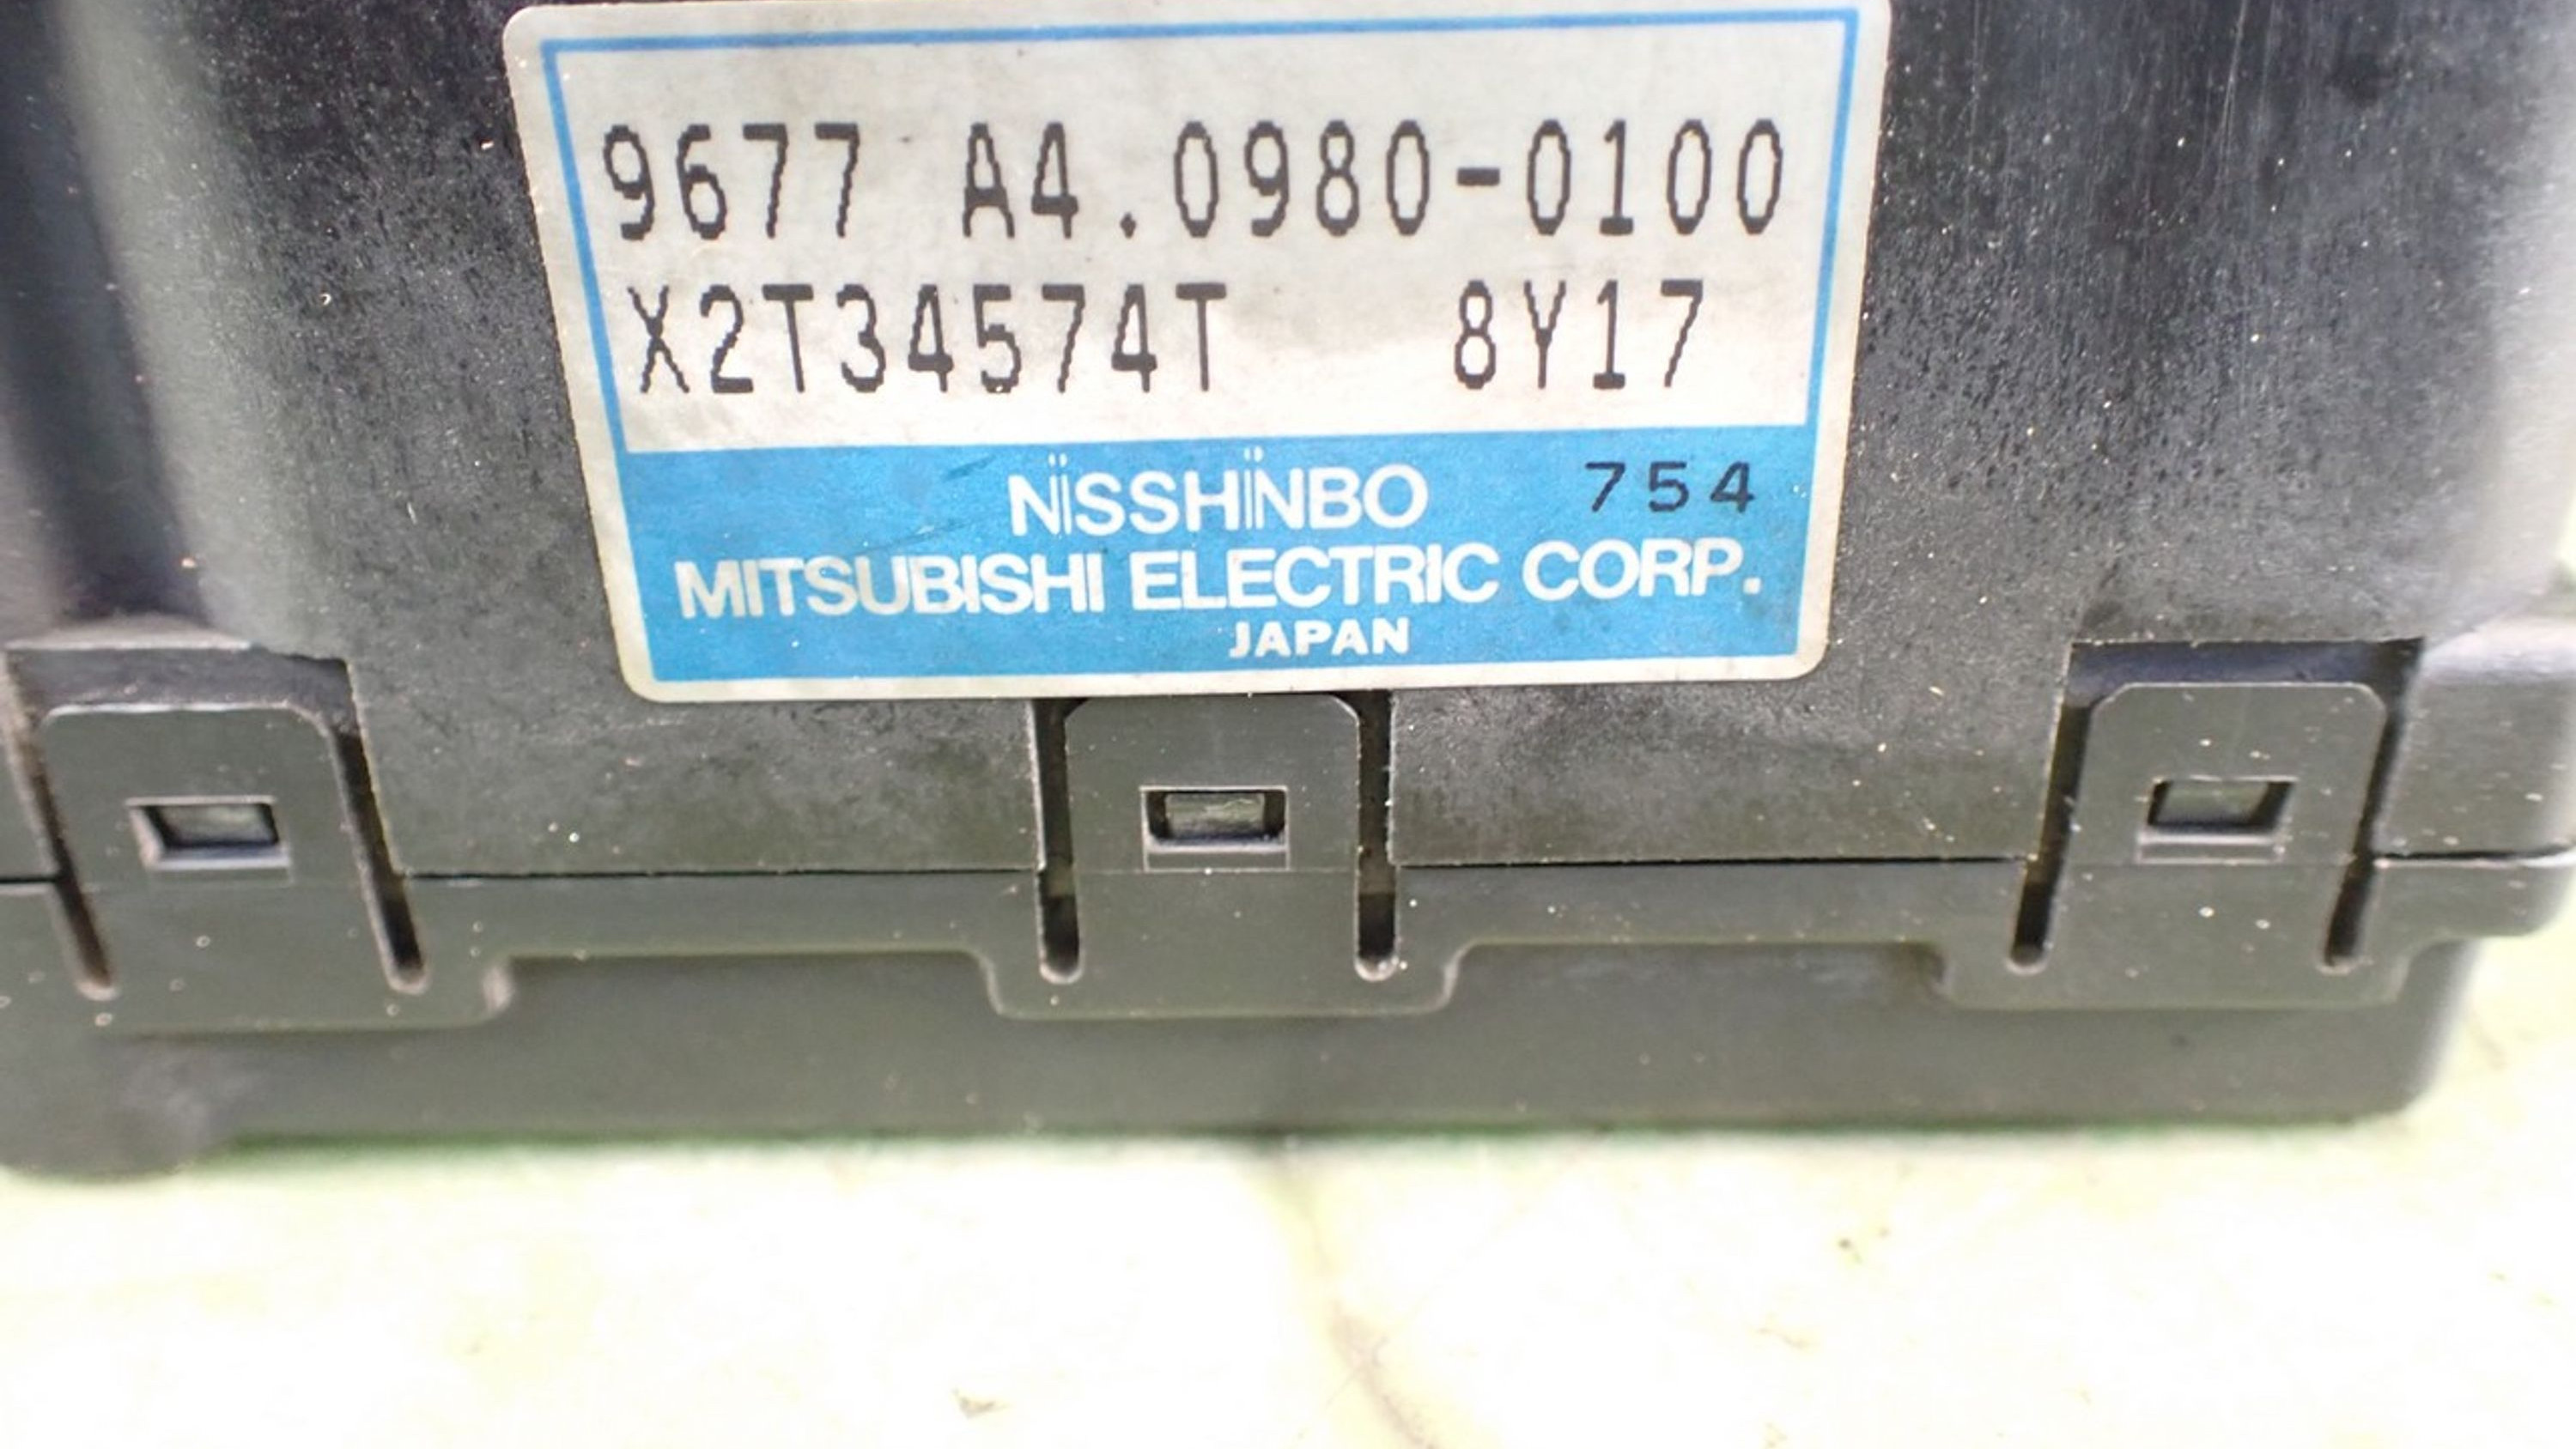 9677 A4.0980-0100
X2T34574T 8Y17
NISSHINBO 754
MITSUBISHI ELECTRIC CORP.
JAPAN